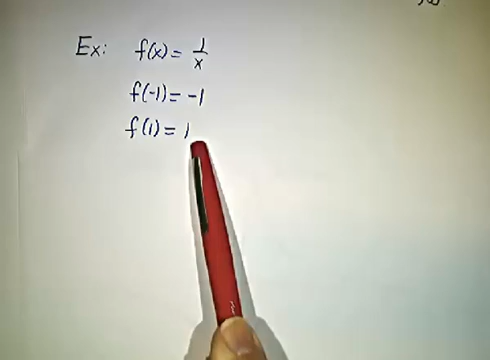 Ex: f(x) = 1/x
f(-1) = -1
f(1) = 1